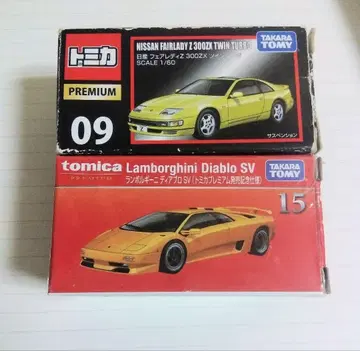 トミカ
PREMIUM
09
NISSAN FAIRLADY Z 300ZX TWIN TURBO
日産 フェアレディZ 300ZX ツインターボ
SCALE 1/60
TAKARA TOMY
サスペンション
tomica Lamborghini Diablo SV
ランボルギーニ ディアブロ SV(トミカプレミアム発売記念仕様)
TAKARA TOMY
15